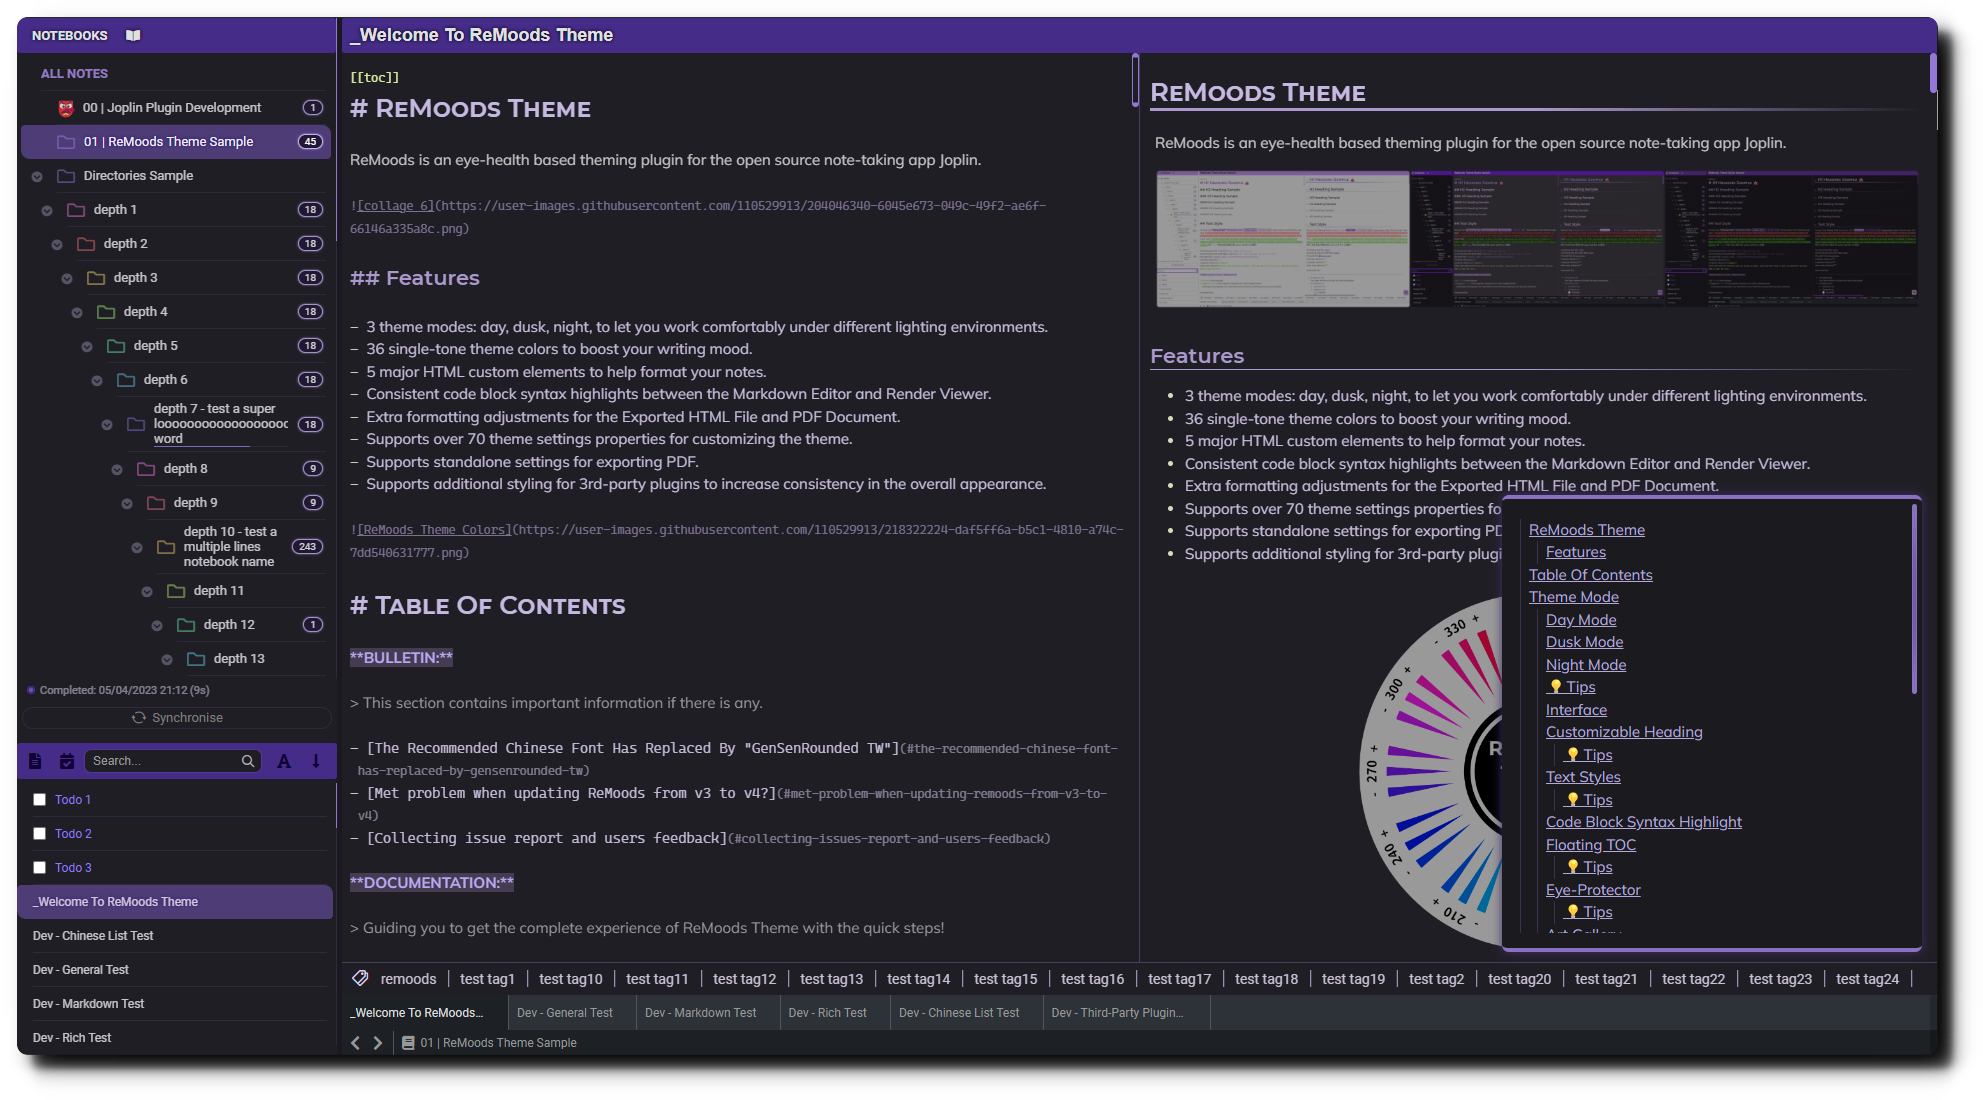 NOTEBOOKS
ALL NOTES
00 | Joplin Plugin Development 1
01 | ReMoods Theme Sample 45
Directories Sample
depth 1 18
depth 2 18
depth 3 18
depth 4 18
depth 5 18
depth 6 18
depth 7 - test a super
looooooooooooooooooc 18
word
depth 8 9
depth 9 9
depth 10 - test a
multiple lines 243
notebook name
depth 11
depth 12 1
depth 13
Completed: 05/04/2023 21:12 (9s)
Synchronise
Search...
A
Todo 1
Todo 2
Todo 3
_Welcome To ReMoods Theme
Dev - Chinese List Test
Dev - General Test
Dev - Markdown Test
Dev - Rich Test
_Welcome To ReMoods Theme
[[toc]]
# ReMoods Theme
ReMoods is an eye-health based theming plugin for the open source note-taking app Joplin.
![collage 6](https://user-images.githubusercontent.com/110529913/204046340-6045e673-049c-49f2-ae6f-
66146a335a8c.png)
## Features
- 3 theme modes: day, dusk, night, to let you work comfortably under different lighting environments.
- 36 single-tone theme colors to boost your writing mood.
- 5 major HTML custom elements to help format your notes.
- Consistent code block syntax highlights between the Markdown Editor and Render Viewer.
- Extra formatting adjustments for the Exported HTML File and PDF Document.
- Supports over 70 theme settings properties for customizing the theme.
- Supports standalone settings for exporting PDF.
- Supports additional styling for 3rd-party plugins to increase consistency in the overall appearance.
![ReMoods Theme Colors](https://user-images.githubusercontent.com/110529913/218322224-daf5ff6a-b5c1-4810-a74c-
7dd540631777.png)
# Table Of Contents
**BULLETIN:**
> This section contains important information if there is any.
- [The Recommended Chinese Font Has Replaced By "GenSenRounded TW"](#the-recommended-chinese-font-
has-replaced-by-gensenrounded-tw)
- [Met problem when updating ReMoods from v3 to v4?](#met-problem-when-updating-remoods-from-v3-to-
v4)
- [Collecting issue report and users feedback](#collecting-issues-report-and-users-feedback)
**DOCUMENTATION:**
> Guiding you to get the complete experience of ReMoods Theme with the quick steps!
ReMoods Theme
ReMoods is an eye-health based theming plugin for the open source note-taking app Joplin.
Features
• 3 theme modes: day, dusk, night, to let you work comfortably under different lighting environments.
• 36 single-tone theme colors to boost your writing mood.
• 5 major HTML custom elements to help format your notes.
• Consistent code block syntax highlights between the Markdown Editor and Render Viewer.
• Extra formatting adjustments for the Exported HTML File and PDF Document.
• Supports over 70 theme settings properties fo
• Supports standalone settings for exporting PD
• Supports additional styling for 3rd-party plugi
- 330 +
- 300 +
- 270 +
- 240 +
- 210 +
R
ReMoods Theme
Features
Table Of Contents
Theme Mode
Day Mode
Dusk Mode
Night Mode
💡 Tips
Interface
Customizable Heading
💡 Tips
Text Styles
💡 Tips
Code Block Syntax Highlight
Floating TOC
💡 Tips
Eye-Protector
💡 Tips
Art Gallery
remoods | test tag1 | test tag10 | test tag11 | test tag12 | test tag13 | test tag14 | test tag15 | test tag16 | test tag17 | test tag18 | test tag19 | test tag2 | test tag20 | test tag21 | test tag22 | test tag23 | test tag24 |
_Welcome To ReMoods... Dev - General Test Dev - Markdown Test Dev - Rich Test Dev - Chinese List Test Dev - Third-Party Plugin...
01 | ReMoods Theme Sample